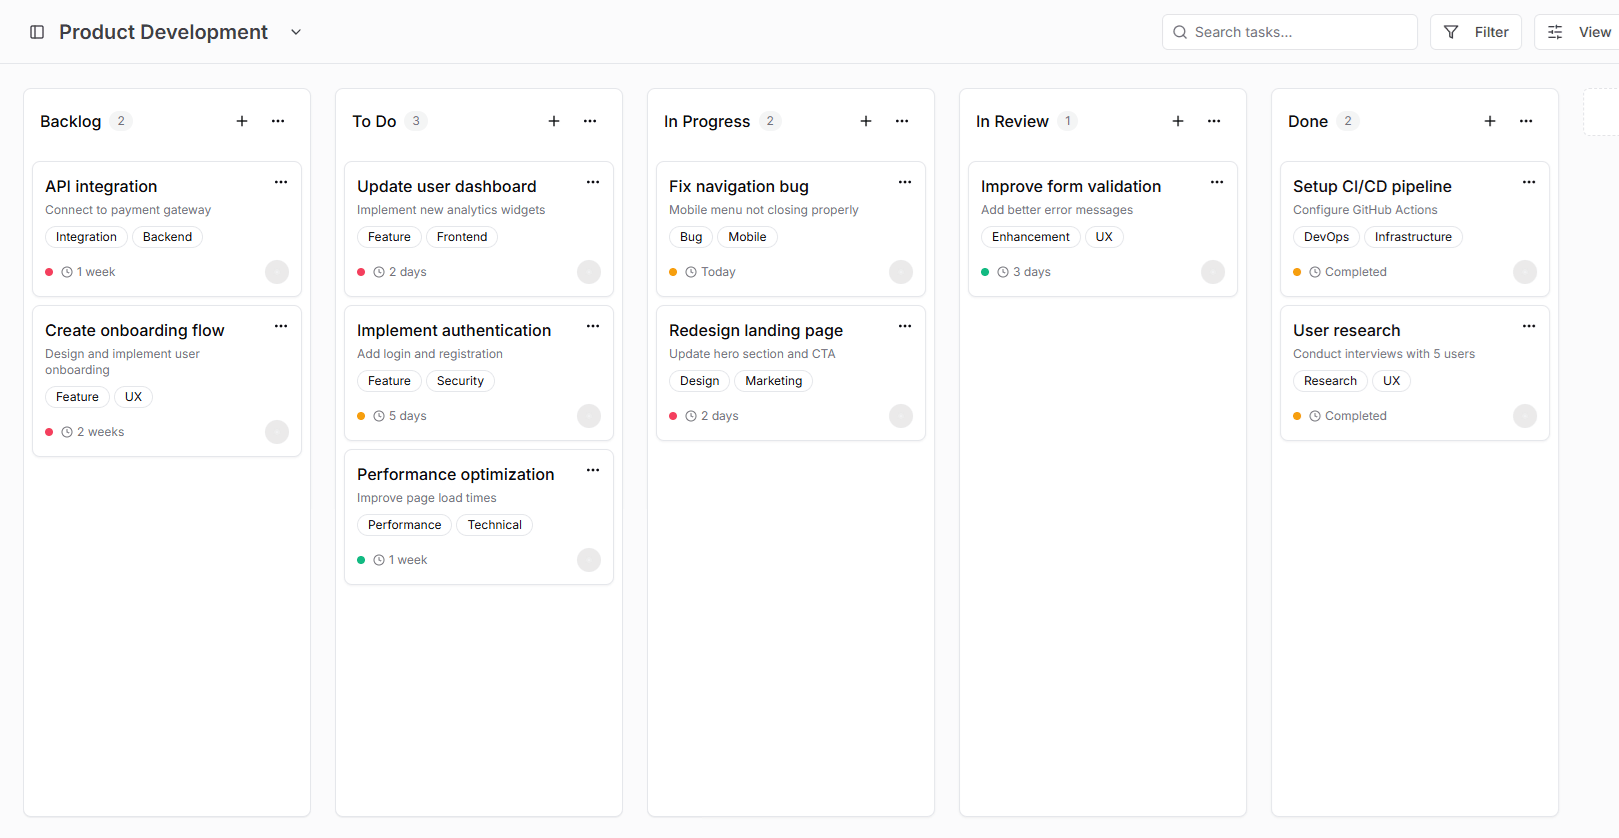 Product Development
Search tasks...
Filter
View
Backlog 2
API integration
Connect to payment gateway
Integration Backend
1 week
Create onboarding flow
Design and implement user
onboarding
Feature UX
2 weeks
To Do 3
Update user dashboard
Implement new analytics widgets
Feature Frontend
2 days
Implement authentication
Add login and registration
Feature Security
5 days
Performance optimization
Improve page load times
Performance Technical
1 week
In Progress 2
Fix navigation bug
Mobile menu not closing properly
Bug Mobile
Today
Redesign landing page
Update hero section and CTA
Design Marketing
2 days
In Review 1
Improve form validation
Add better error messages
Enhancement UX
3 days
Done 2
Setup CI/CD pipeline
Configure GitHub Actions
DevOps Infrastructure
Completed
User research
Conduct interviews with 5 users
Research UX
Completed